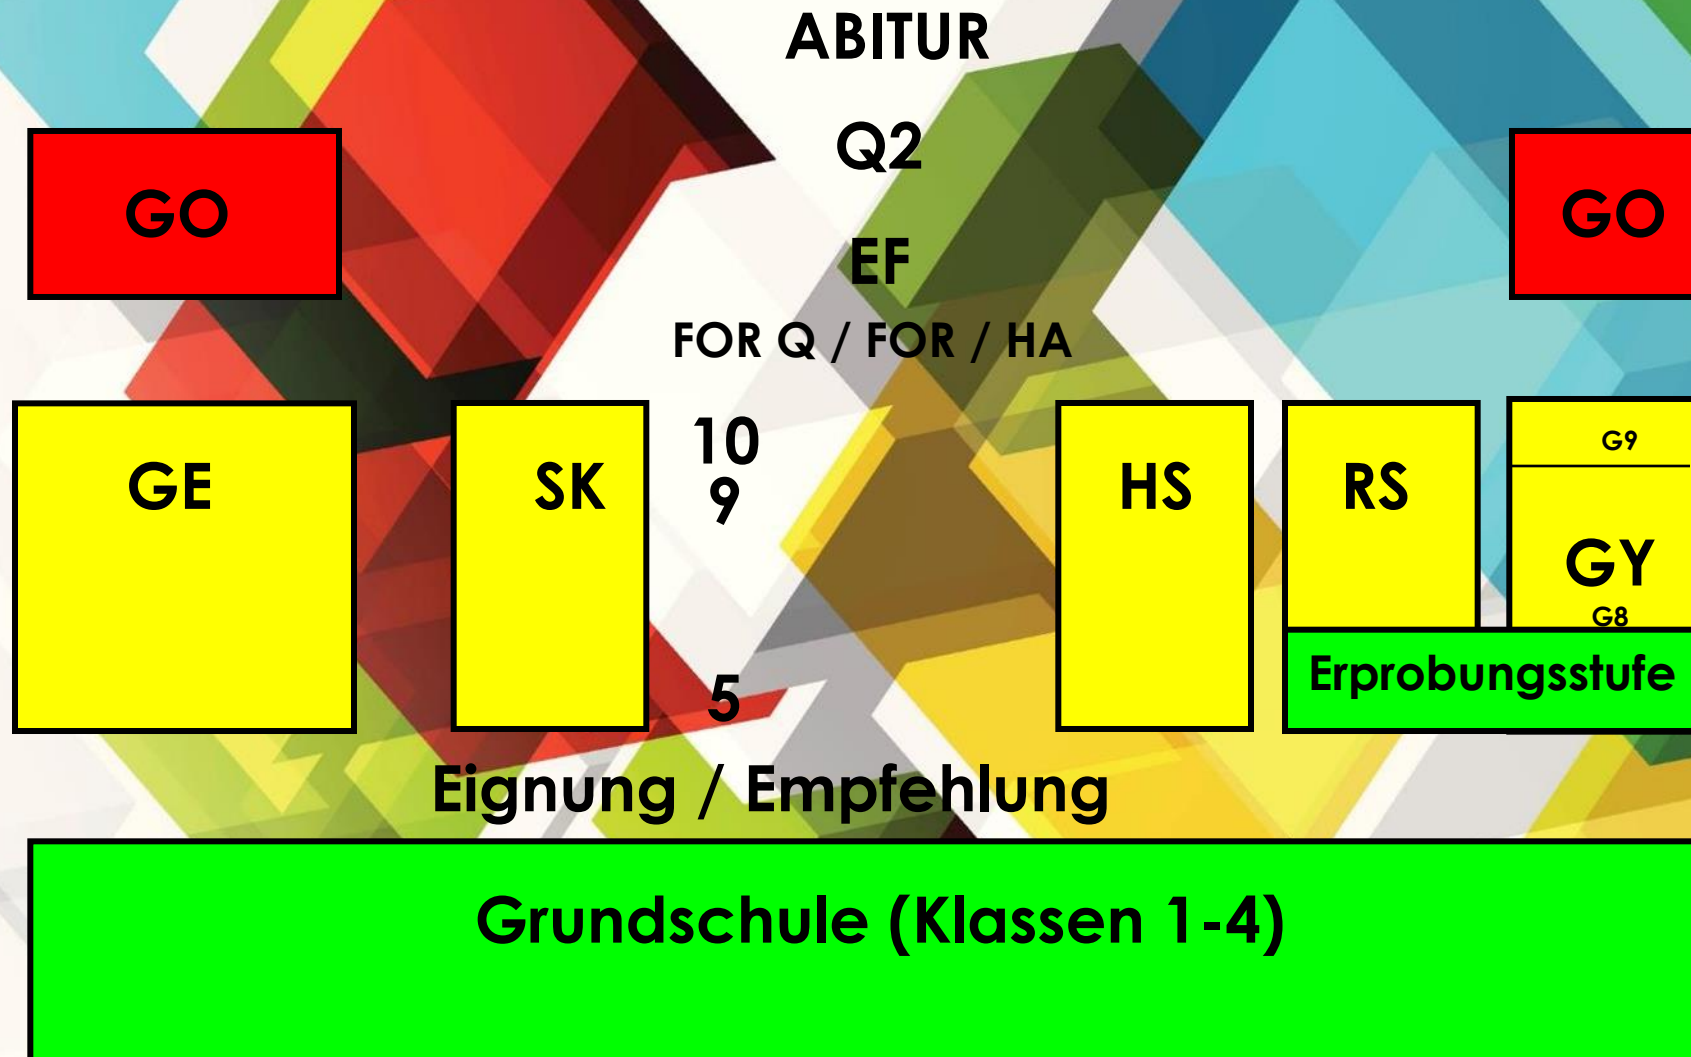 ABITUR
Q2
GO
GO
EF
FOR Q / FOR / HA
GE
SK
10
9
HS
RS
G9
GY
G8
Erprobungsstufe
5
Eignung / Empfehlung
Grundschule (Klassen 1-4)